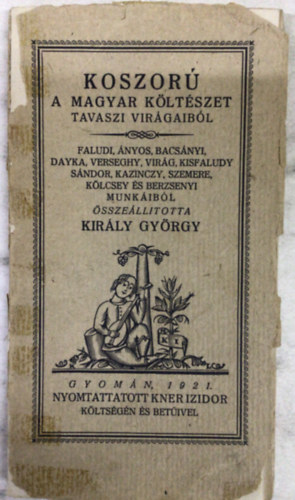 KOSZORÚ
A MAGYAR KÖLTÉSZET
TAVASZI VIRÁGAIBÓL
FALUDI, ÁNYOS, BACSÁNYI,
DAYKA, VERSEGHY, VIRÁG, KISFALUDY
SÁNDOR, KAZINCZY, SZEMERE,
KÖLCSEY ÉS BERZSENYI
MUNKÁIBÓL
ÖSSZEÁLLITOTTA
KIRÁLY GYÖRGY
K I
GYOMÁN, 1921.
NYOMTATTATOTT KNER IZIDOR
KÖLTSÉGÉN ÉS BETŰIVEL